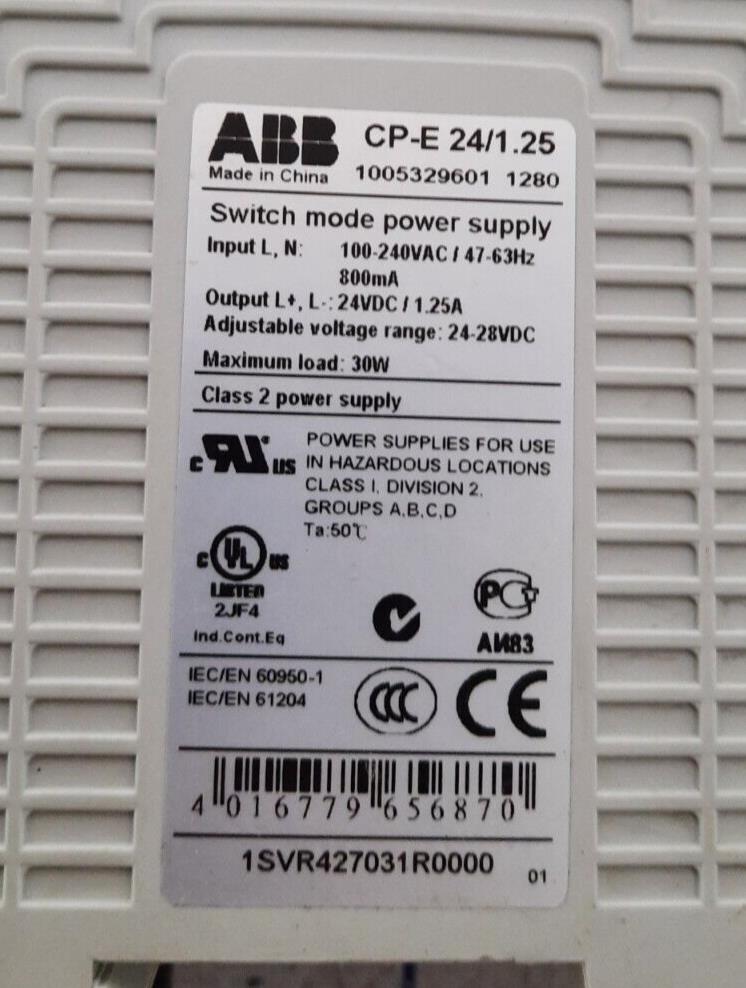 ABB CP-E 24/1.25
Made in China 1005329601 1280
Switch mode power supply
Input L, N: 100-240VAC / 47-63Hz
800mA
Output L+, L-: 24VDC / 1.25A
Adjustable voltage range: 24-28VDC
Maximum load: 30W
Class 2 power supply
c RU US
POWER SUPPLIES FOR USE
IN HAZARDOUS LOCATIONS
CLASS I, DIVISION 2,
GROUPS A,B,C,D
Ta:50℃
c UL us
LISTED
2JF4
Ind.Cont.Eq
PCT
АИ83
IEC/EN 60950-1
IEC/EN 61204
CCC CE
4 016779 656870
1SVR427031R0000
01